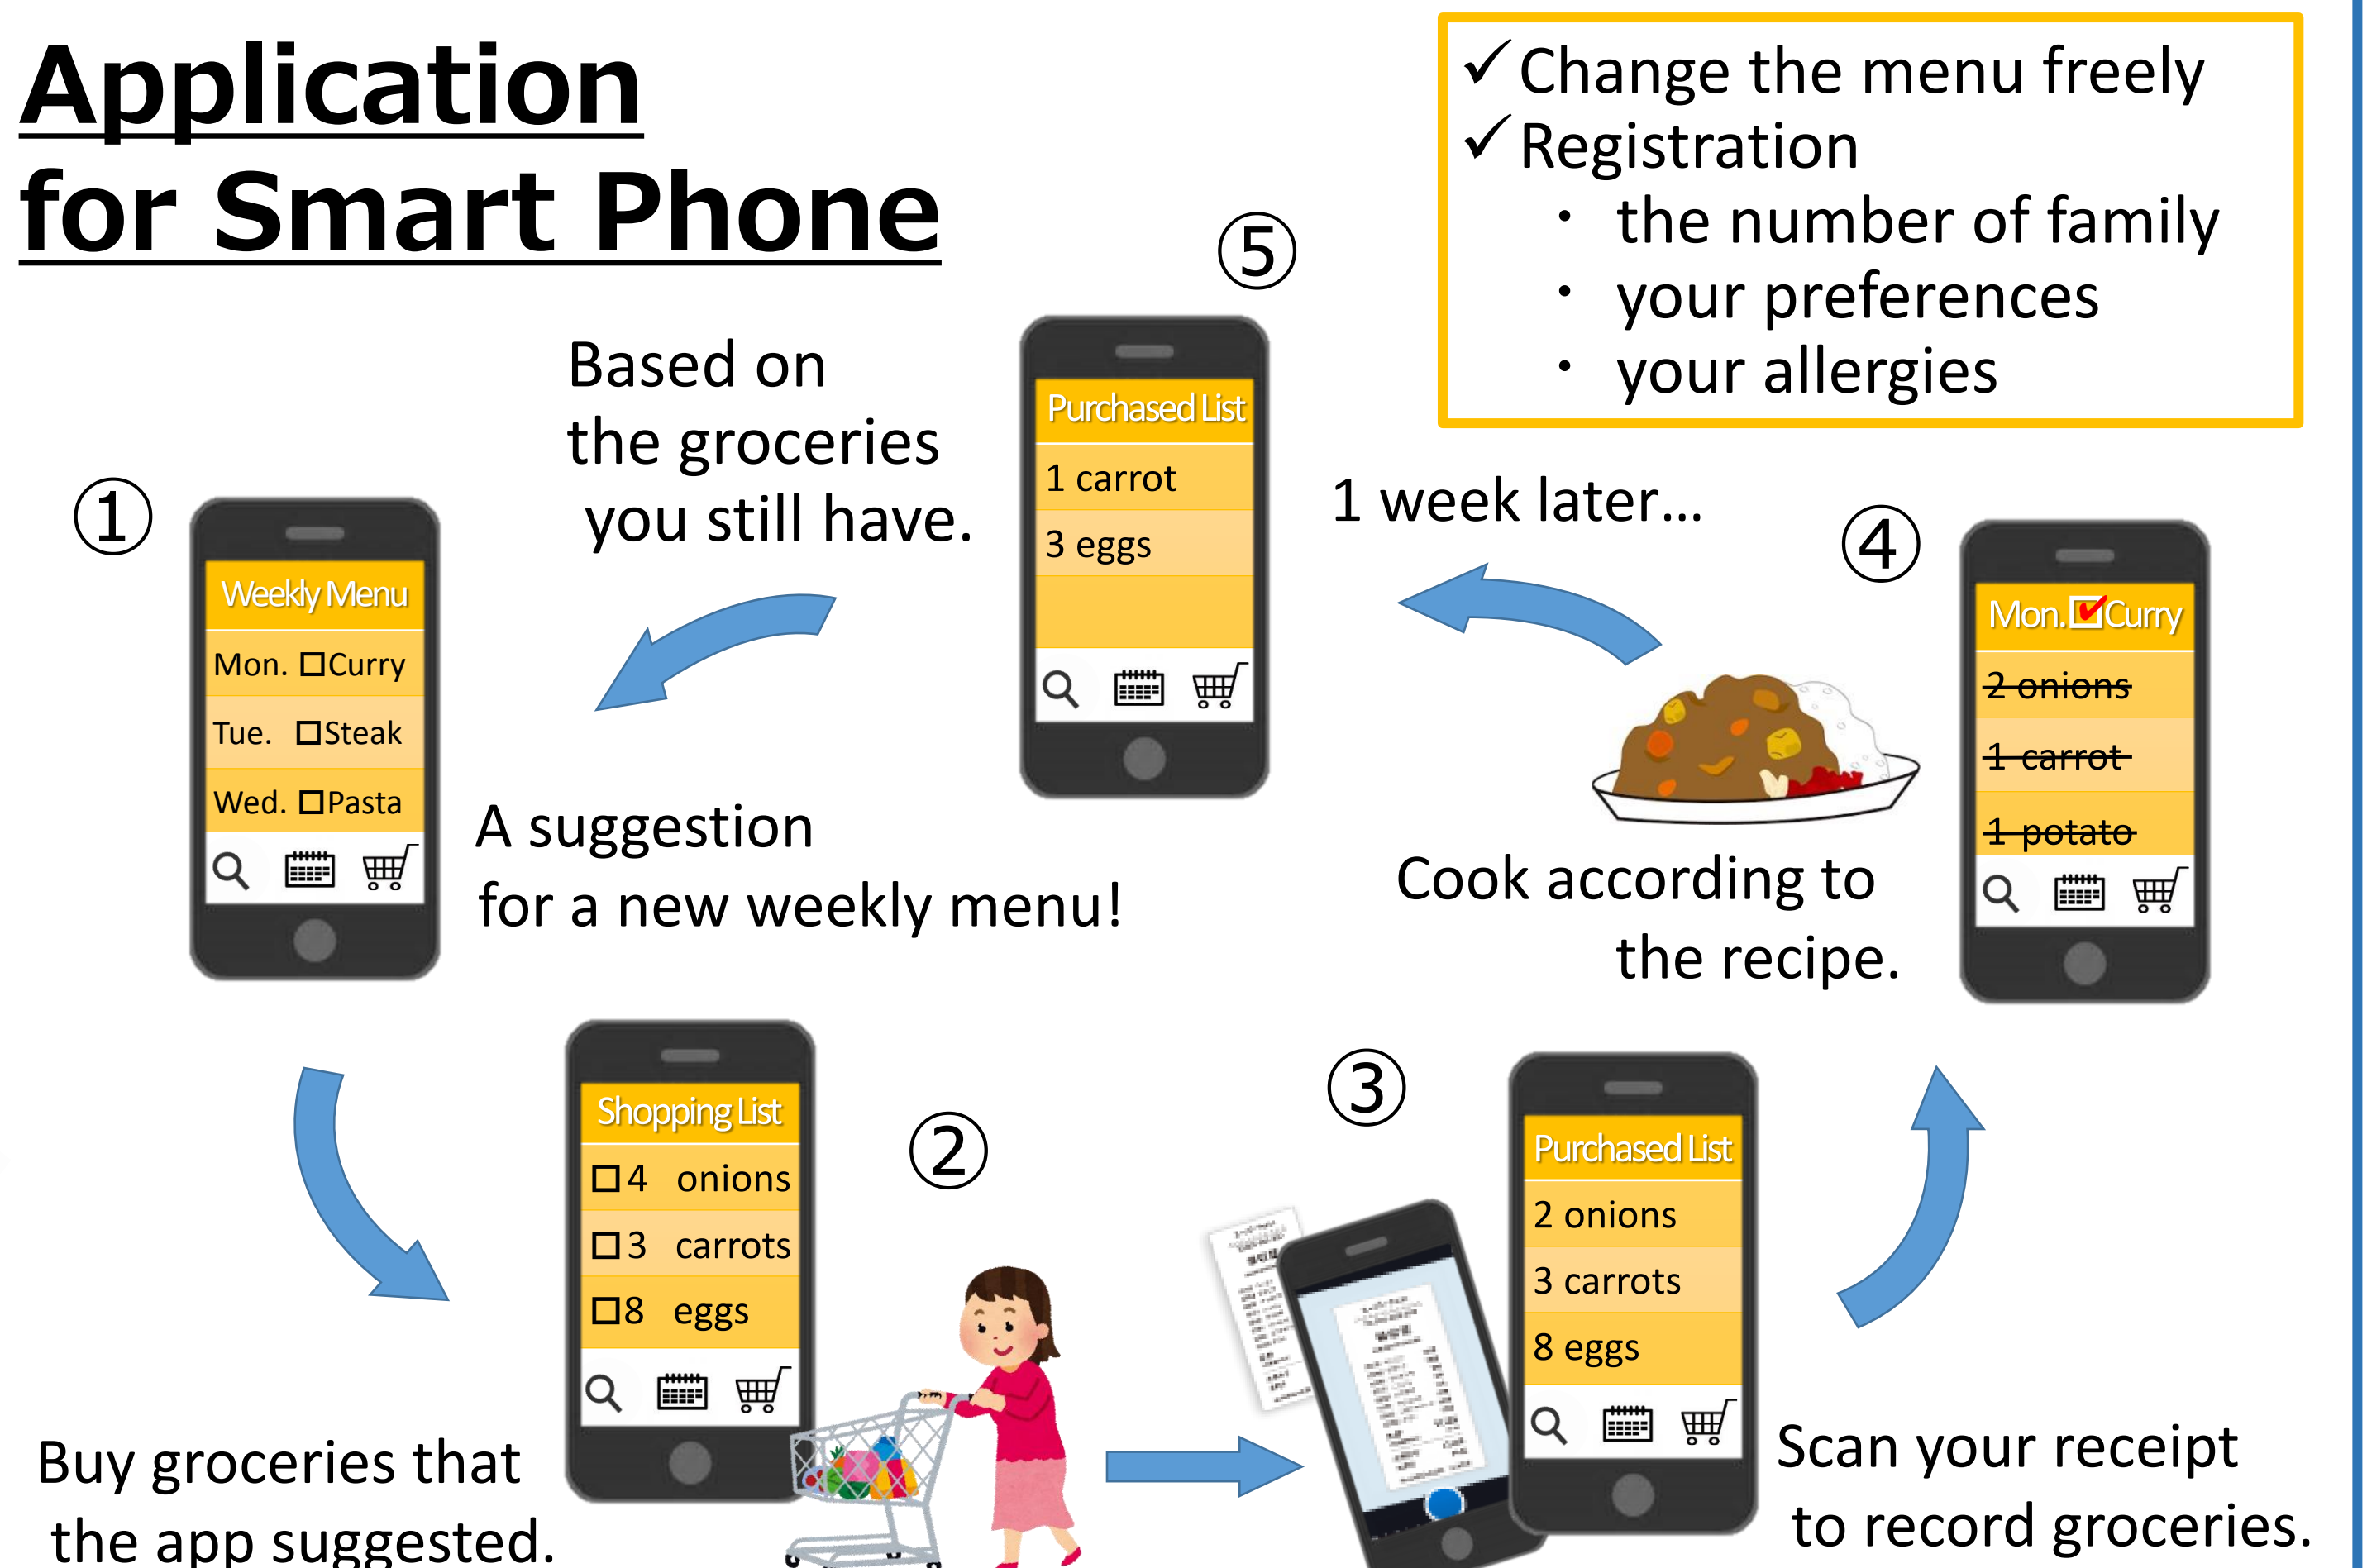 Application
for Smart Phone
✓ Change the menu freely
✓ Registration
・ the number of family
・ your preferences
・ your allergies
①
Weekly Menu
Mon. ☐Curry
Tue. ☐Steak
Wed. ☐Pasta
A suggestion
for a new weekly menu!
②
Shopping List
☐4 onions
☐3 carrots
☐8 eggs
Buy groceries that
the app suggested.
③
Purchased List
2 onions
3 carrots
8 eggs
Scan your receipt
to record groceries.
④
Mon. ☑Curry
2 onions
1 carrot
1 potato
Cook according to
the recipe.
1 week later...
⑤
Purchased List
1 carrot
3 eggs
Based on
the groceries
you still have.